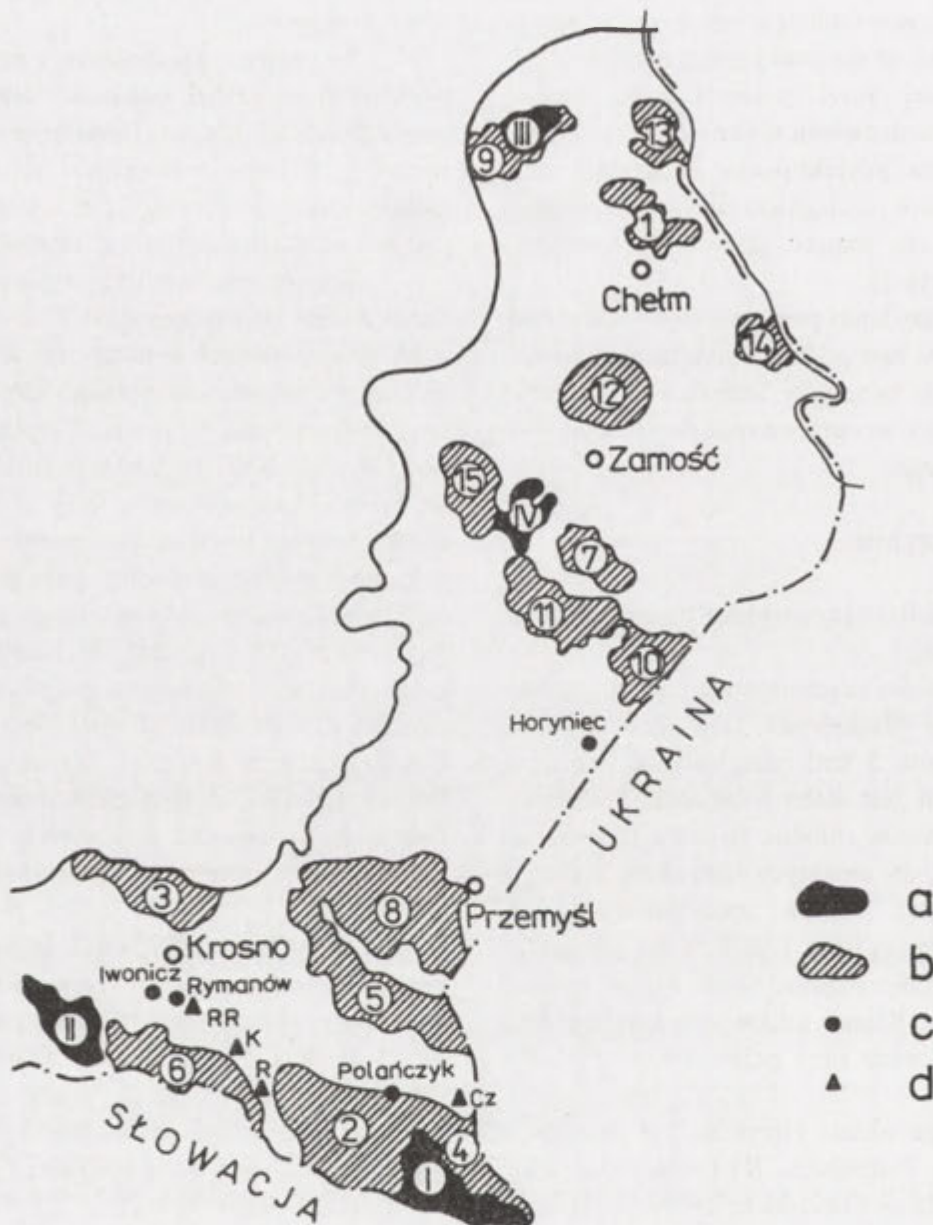 III
13
9
1
Chełm
14
12
Zamość
15
IV
7
11
10
Horyniec
UKRAINA
3
8
Przemyśl
a
Krosno
b
Iwonicz
Rymanów
5
RR
c
II
K
6
R
Polańczyk
d
Cz
2
4
SŁOWACJA
I